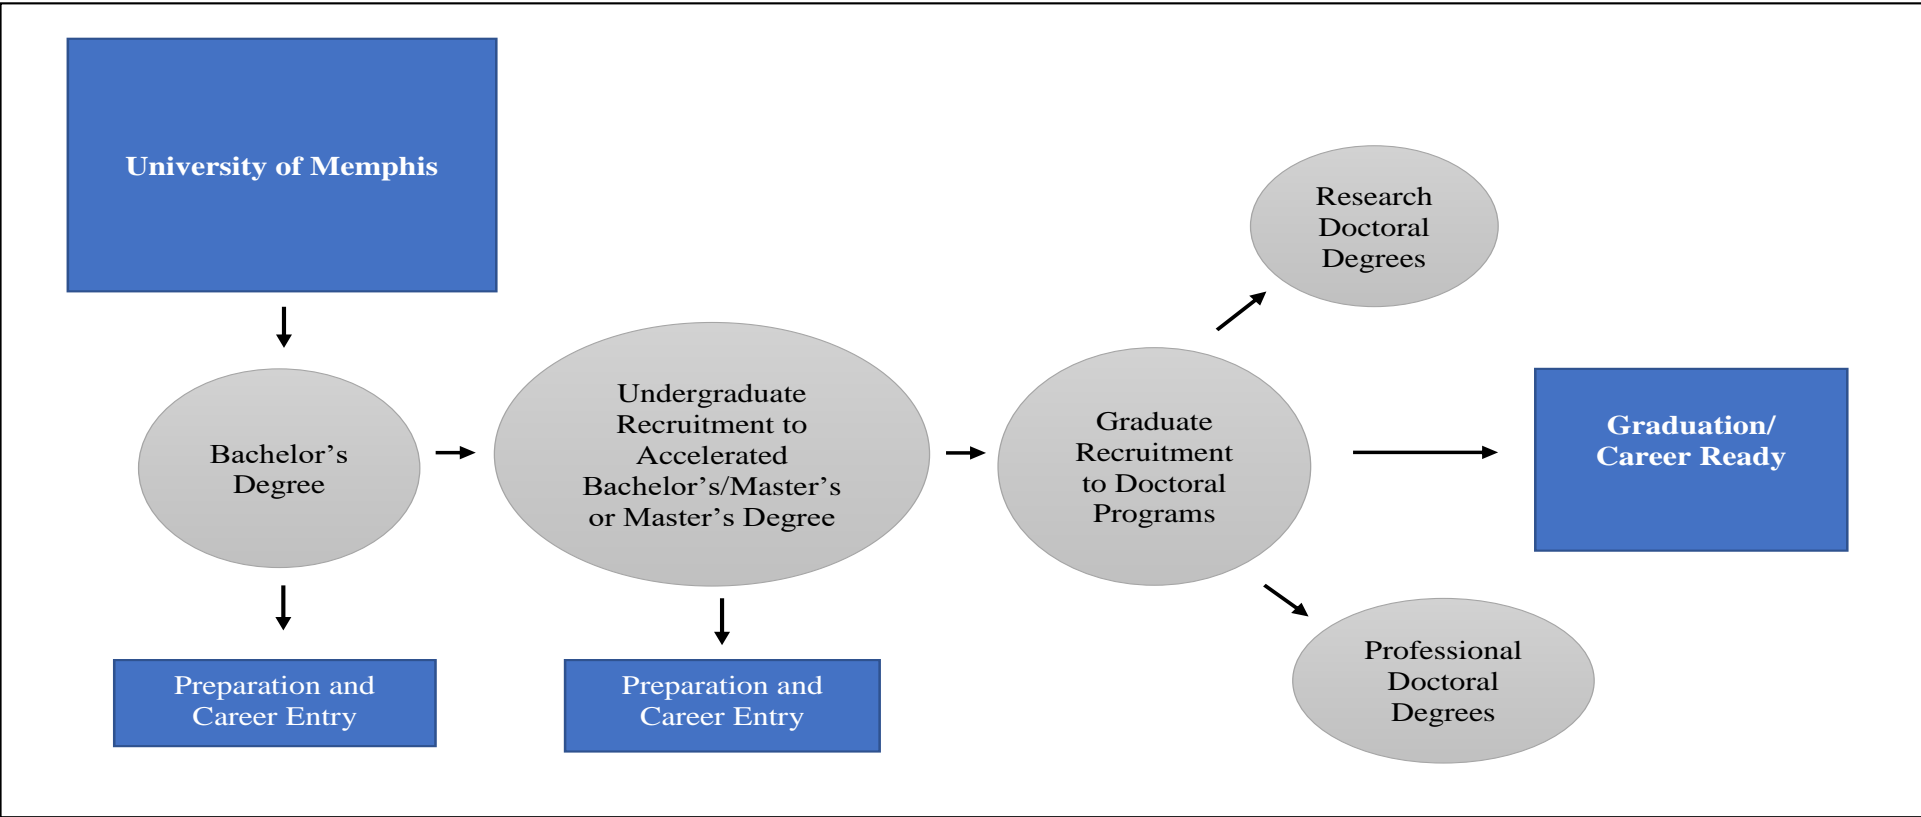 University of Memphis
Bachelor’s
Degree
Preparation and
Career Entry
Undergraduate
Recruitment to
Accelerated
Bachelor’s/Master’s
or Master’s Degree
Preparation and
Career Entry
Graduate
Recruitment
to Doctoral
Programs
Research
Doctoral
Degrees
Graduation/
Career Ready
Professional
Doctoral
Degrees